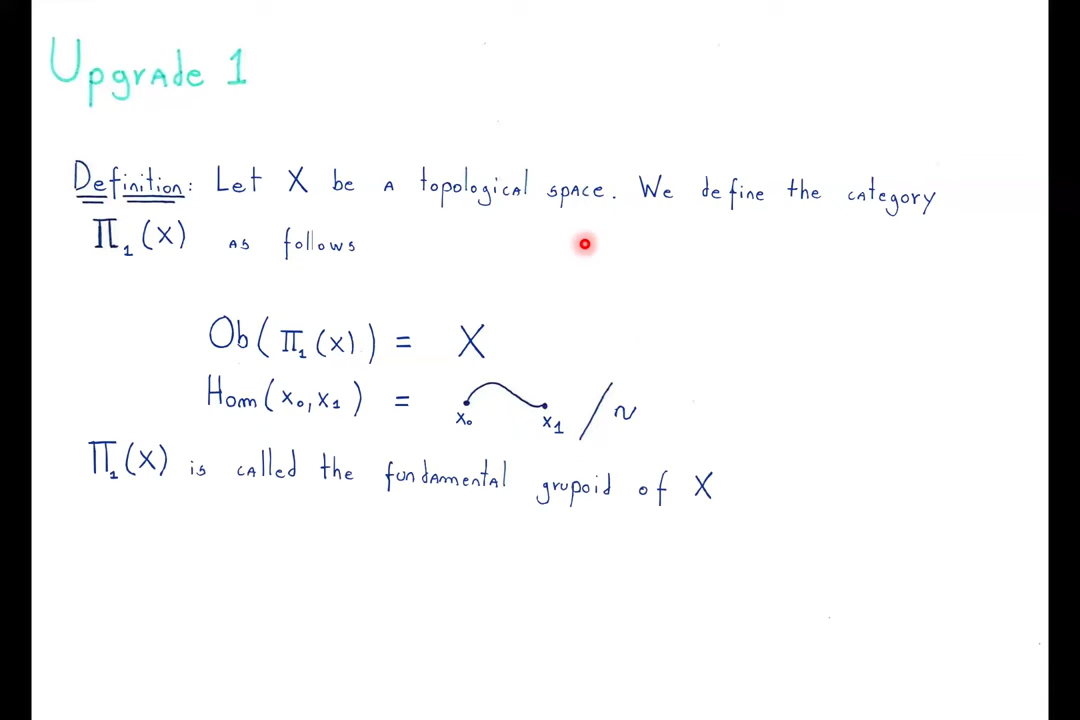 Upgrade 1
Definition: Let X be a topological space. We define the category
Π₁(X) as follows
Ob(Π₁(X)) = X
Hom(x₀, x₁) = x₀ x₁ / ~
Π₁(X) is called the fundamental grupoid of X